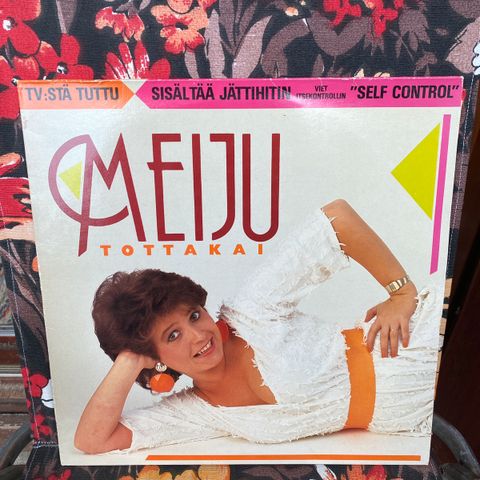 TV:STÄ TUTTU
SISÄLTÄÄ JÄTTIHITIN VIET ITSEKONTROLLIN "SELF CONTROL"
MEIJU
TOTTAKAI